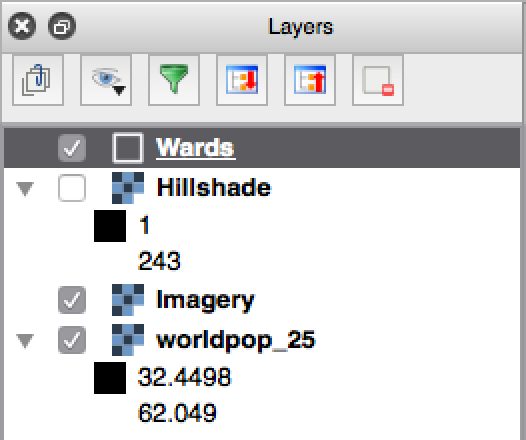 Layers
Wards
Hillshade
1
243
Imagery
worldpop_25
32.4498
62.049